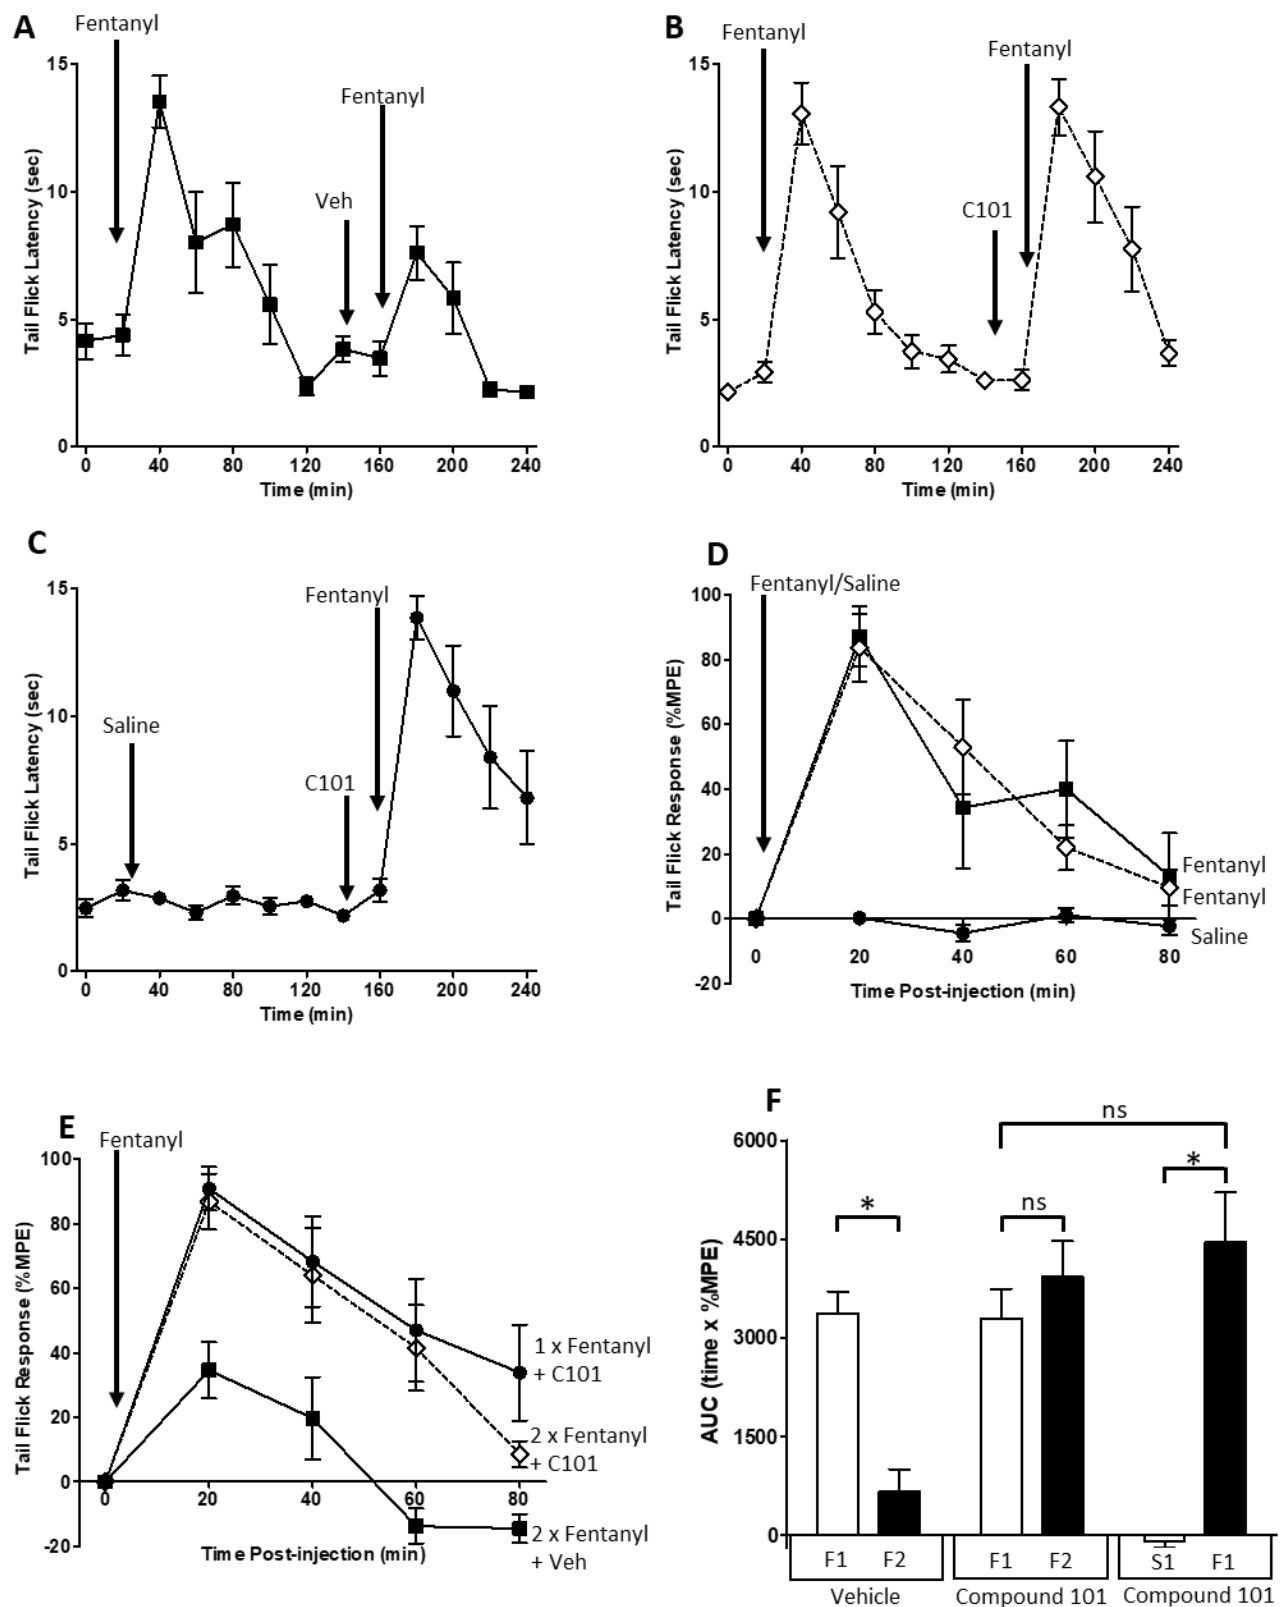 A
Fentanyl
Fentanyl
Veh
15
10
5
0
Tail Flick Latency (sec)
0 40 80 120 160 200 240
Time (min)
B
Fentanyl
Fentanyl
C101
15
10
5
0
Tail Flick Latency (sec)
0 40 80 120 160 200 240
Time (min)
C
Fentanyl
Saline
C101
15
10
5
0
Tail Flick Latency (sec)
0 40 80 120 160 200 240
Time (min)
D
Fentanyl/Saline
100
80
60
40
20
0
-20
Tail Flick Response (%MPE)
Fentanyl
Fentanyl
Saline
0 20 40 60 80
Time Post-injection (min)
E
Fentanyl
100
80
60
40
20
0
-20
Tail Flick Response (%MPE)
1 x Fentanyl
+ C101
2 x Fentanyl
+ C101
2 x Fentanyl
+ Veh
0 20 40 60 80
Time Post-injection (min)
F
ns
*
*
ns
6000
4500
3000
1500
0
AUC (time x %MPE)
F1 F2 F1 F2 S1 F1
Vehicle Compound 101 Compound 101